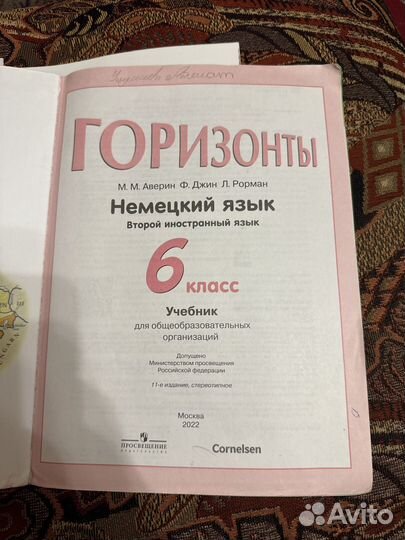 ГОРИЗОНТЫ
М. М. Аверин Ф. Джин Л. Рорман
Немецкий язык
Второй иностранный язык
6 класс
Учебник
для общеобразовательных
организаций
Допущено
Министерством просвещения
Российской Федерации
11-е издание, стереотипное
Москва
2022
ПРОСВЕЩЕНИЕ
ИЗДАТЕЛЬСТВО
Cornelsen
Avito